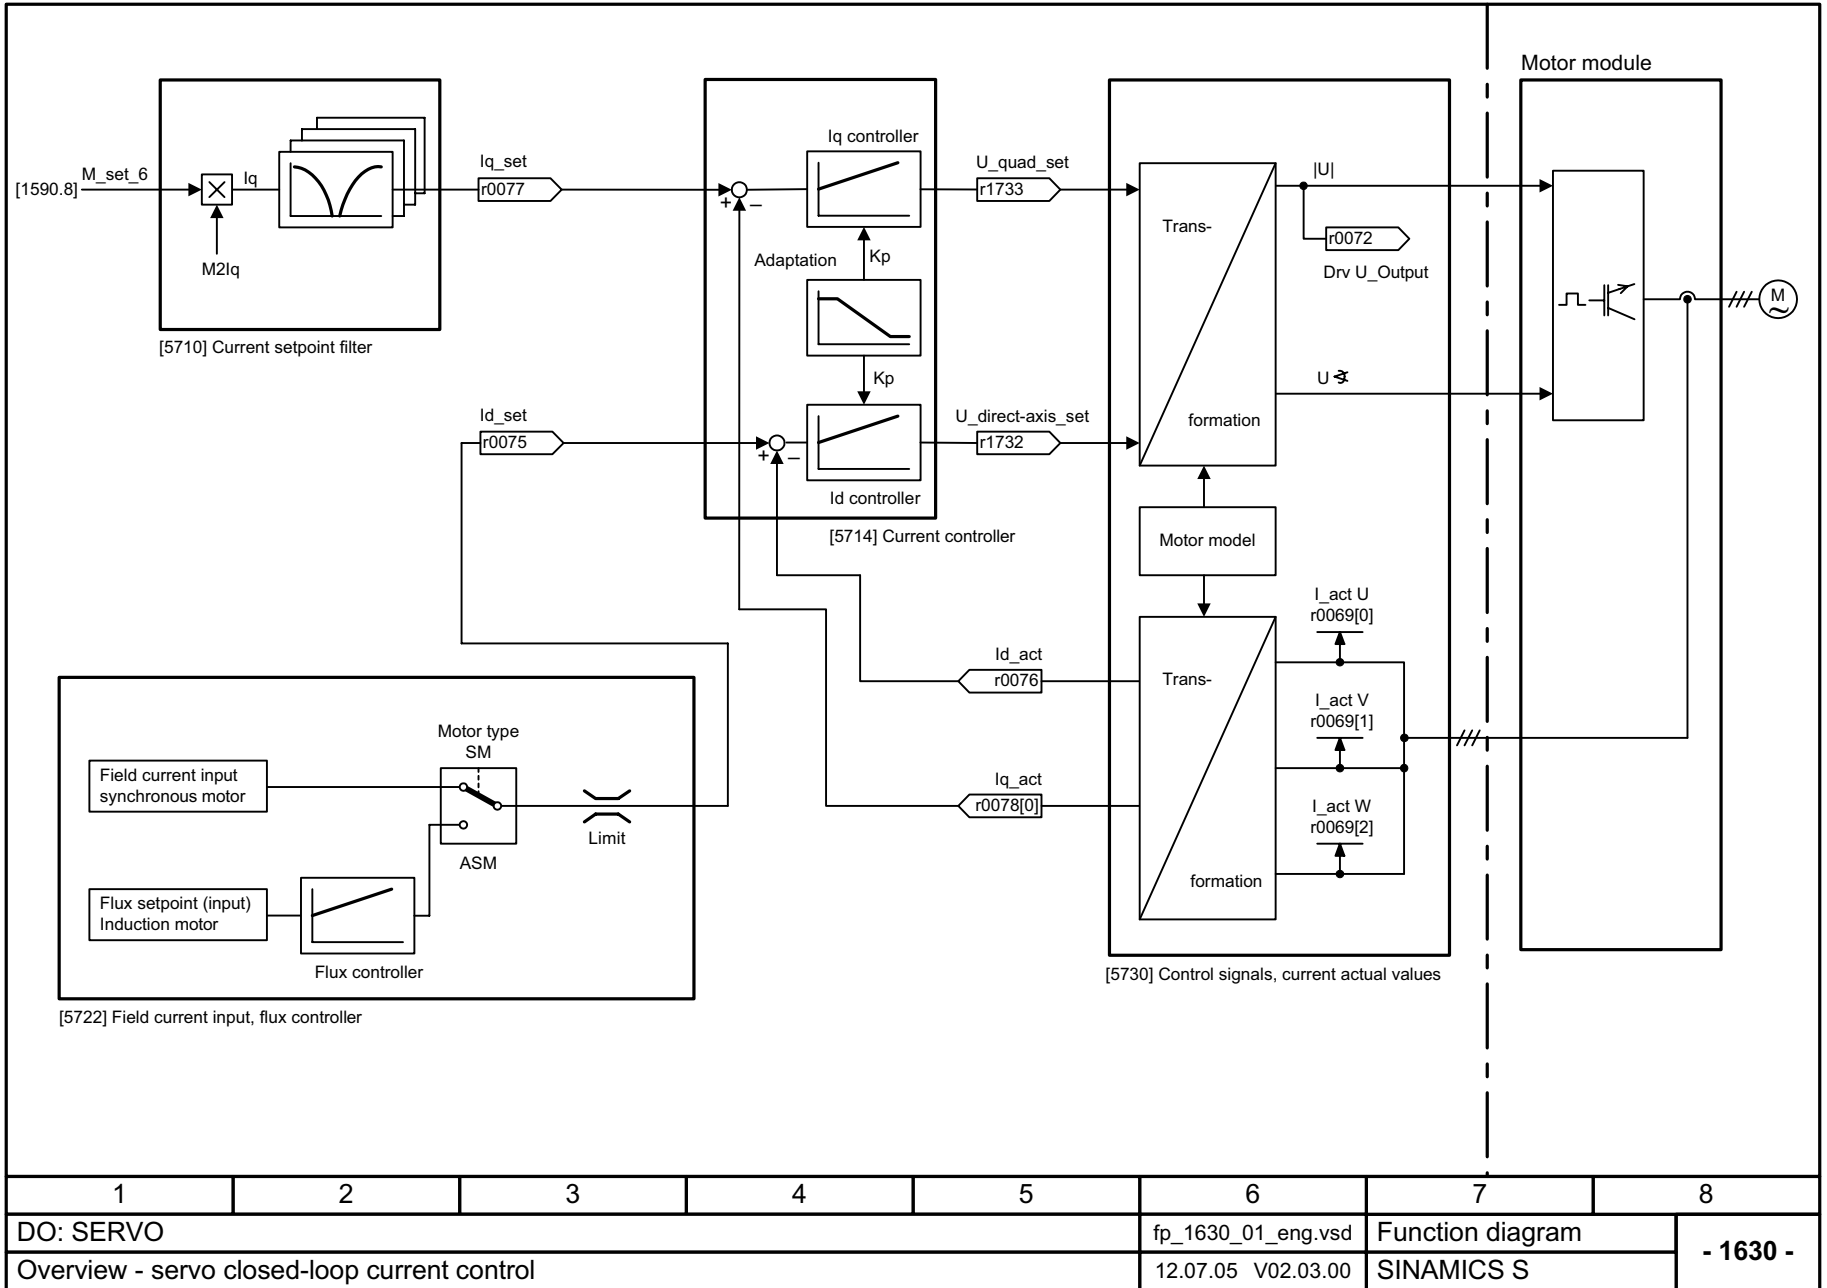 Motor module
[1590.8]
M_set_6
Iq
M2Iq
[5710] Current setpoint filter
Iq_set
r0077
+
–
Iq controller
Adaptation
Kp
Kp
Id_set
r0075
+
–
Id controller
[5714] Current controller
U_quad_set
r1733
U_direct-axis_set
r1732
Trans-
formation
|U|
r0072
Drv U_Output
U ∢
M
~
Motor model
I_act U
r0069[0]
I_act V
r0069[1]
I_act W
r0069[2]
Trans-
formation
Id_act
r0076
Iq_act
r0078[0]
[5730] Control signals, current actual values
Motor type
SM
Field current input
synchronous motor
ASM
Limit
Flux setpoint (input)
Induction motor
Flux controller
[5722] Field current input, flux controller
1 2 3 4 5 6 7 8
DO: SERVO
fp_1630_01_eng.vsd
Function diagram
- 1630 -
Overview - servo closed-loop current control
12.07.05 V02.03.00
SINAMICS S